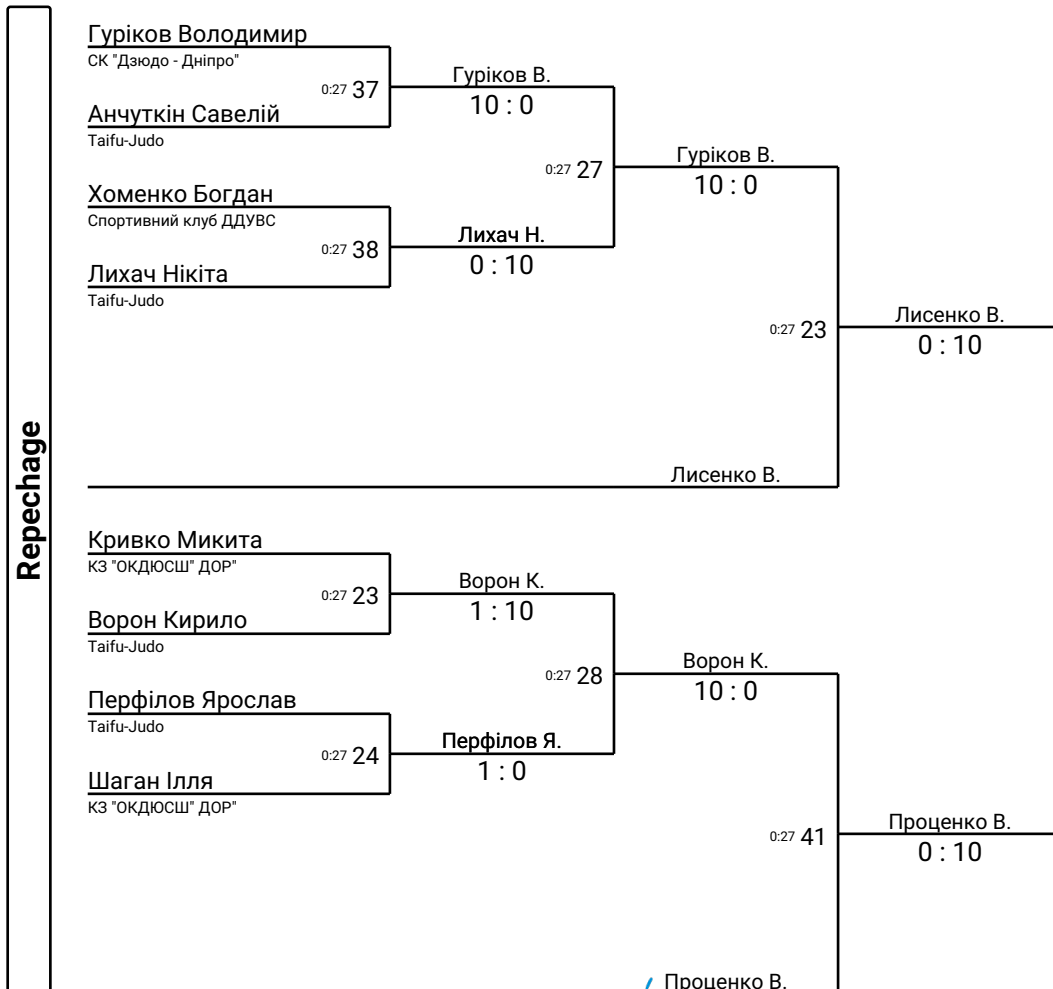 Repechage
Гуріков Володимир
СК "Дзюдо - Дніпро"
0:27 37
Гуріков В.
10 : 0
Анчуткін Савелій
Taifu-Judo
0:27 27
Гуріков В.
10 : 0
Хоменко Богдан
Спортивний клуб ДДУВС
0:27 38
Лихач Н.
0 : 10
Лихач Нікіта
Taifu-Judo
0:27 23
Лисенко В.
0 : 10
Лисенко В.
Кривко Микита
КЗ "ОКДЮСШ" ДОР"
0:27 23
Ворон К.
1 : 10
Ворон Кирило
Taifu-Judo
0:27 28
Ворон К.
10 : 0
Перфілов Ярослав
Taifu-Judo
0:27 24
Перфілов Я.
1 : 0
Шаган Ілля
КЗ "ОКДЮСШ" ДОР"
0:27 41
Проценко В.
0 : 10
Проценко В.